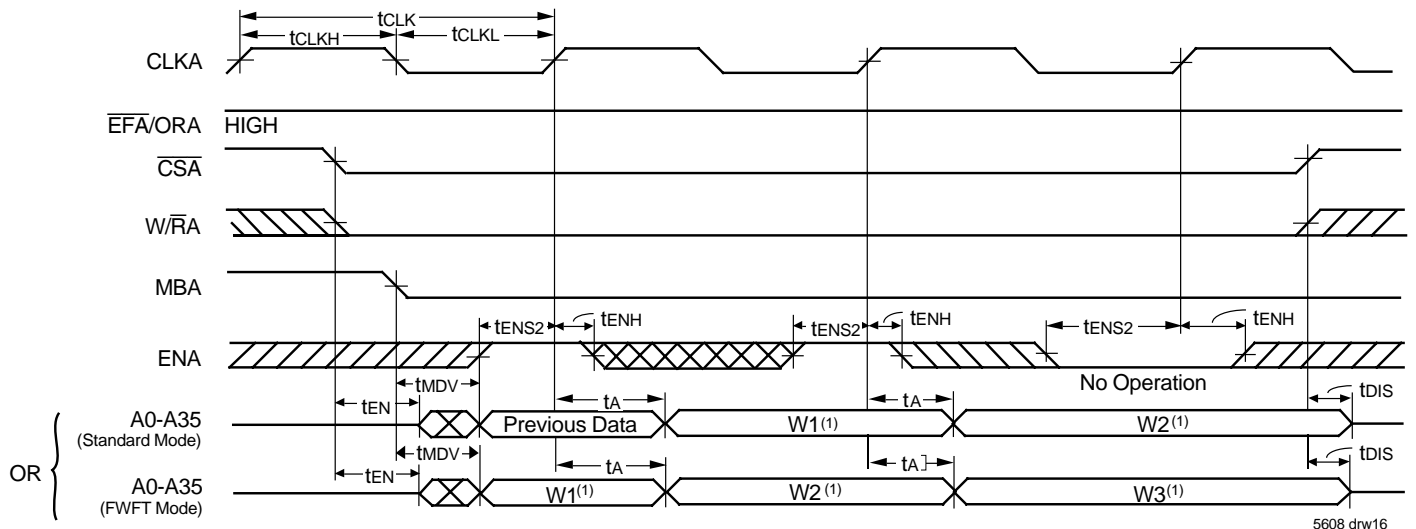 tCLK
tCLKH tCLKL
CLKA
EFA/ORA HIGH
CSA
W/RA
MBA
tENS2 tENH tENS2 tENH tENS2 tENH
ENA
No Operation
tMDV
tEN tA tA tDIS
A0-A35 Previous Data W1(1) W2(1)
(Standard Mode)
OR
tMDV
tEN tA tA tDIS
A0-A35 W1(1) W2(1) W3(1)
(FWFT Mode)
5608 drw16